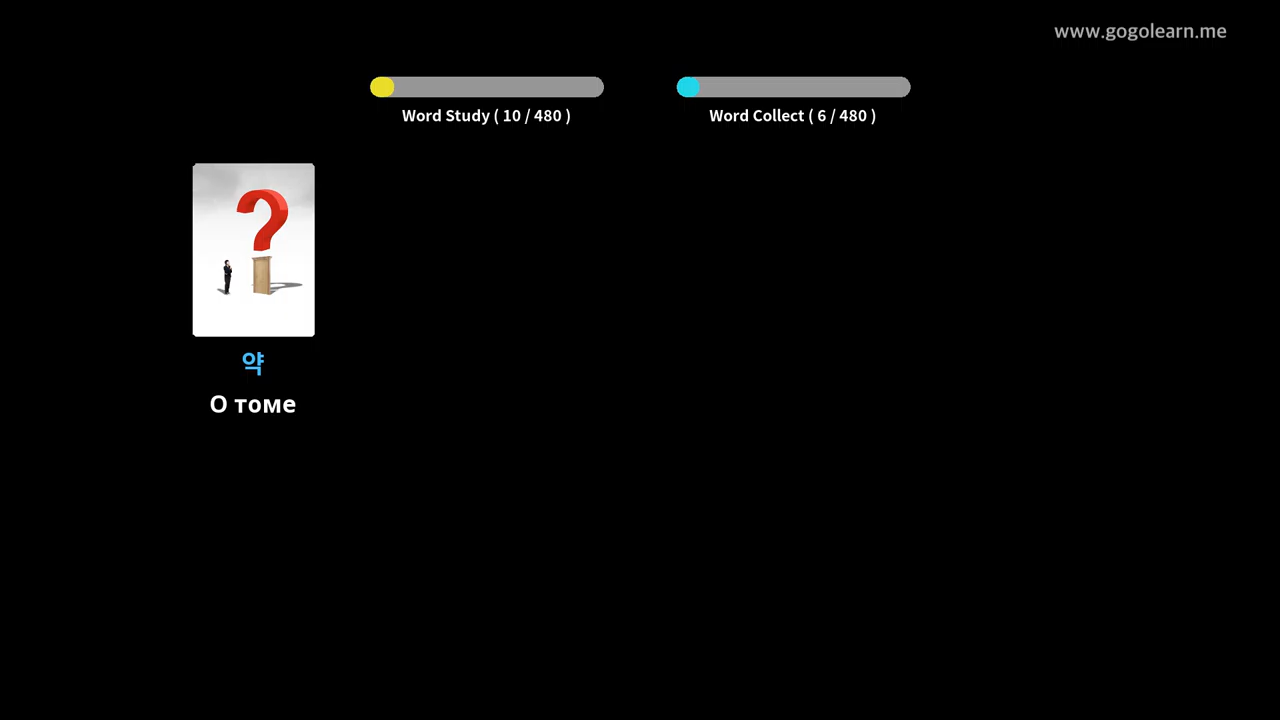 www.gogolearn.me
Word Study ( 10 / 480 )
Word Collect ( 6 / 480 )
약
О томе